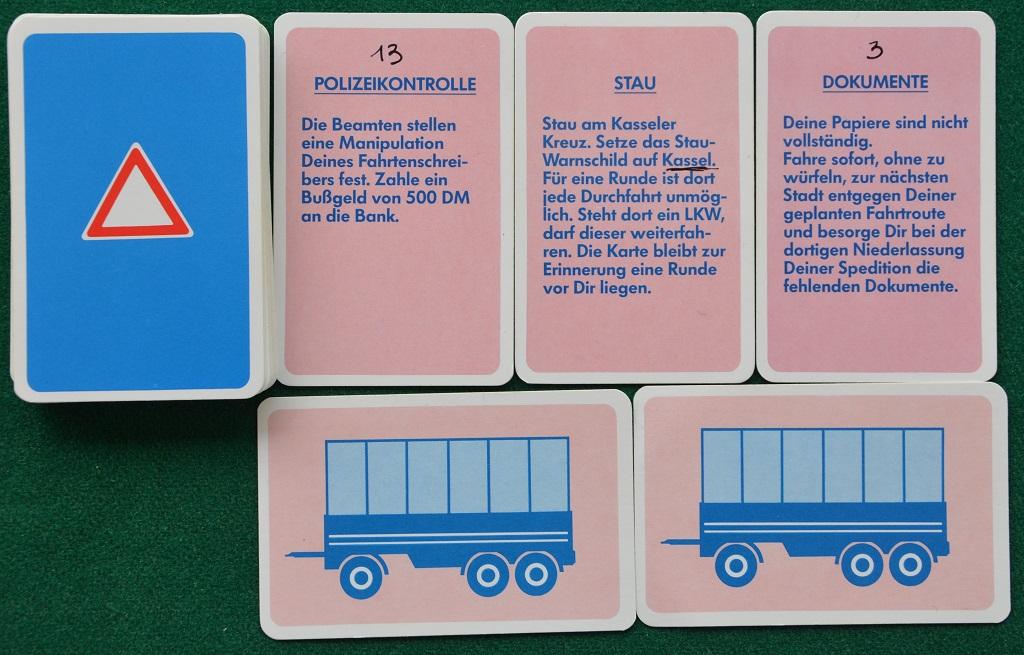 13
POLIZEIKONTROLLE
Die Beamten stellen
eine Manipulation
Deines Fahrtenschrei-
bers fest. Zahle ein
Bußgeld von 500 DM
an die Bank.
STAU
Stau am Kasseler
Kreuz. Setze das Stau-
Warnschild auf Kassel.
Für eine Runde ist dort
jede Durchfahrt unmög-
lich. Steht dort ein LKW,
darf dieser weiterfah-
ren. Die Karte bleibt zur
Erinnerung eine Runde
vor Dir liegen.
3
DOKUMENTE
Deine Papiere sind nicht
vollständig.
Fahre sofort, ohne zu
würfeln, zur nächsten
Stadt entgegen Deiner
geplanten Fahrtroute
und besorge Dir bei der
dortigen Niederlassung
Deiner Spedition die
fehlenden Dokumente.